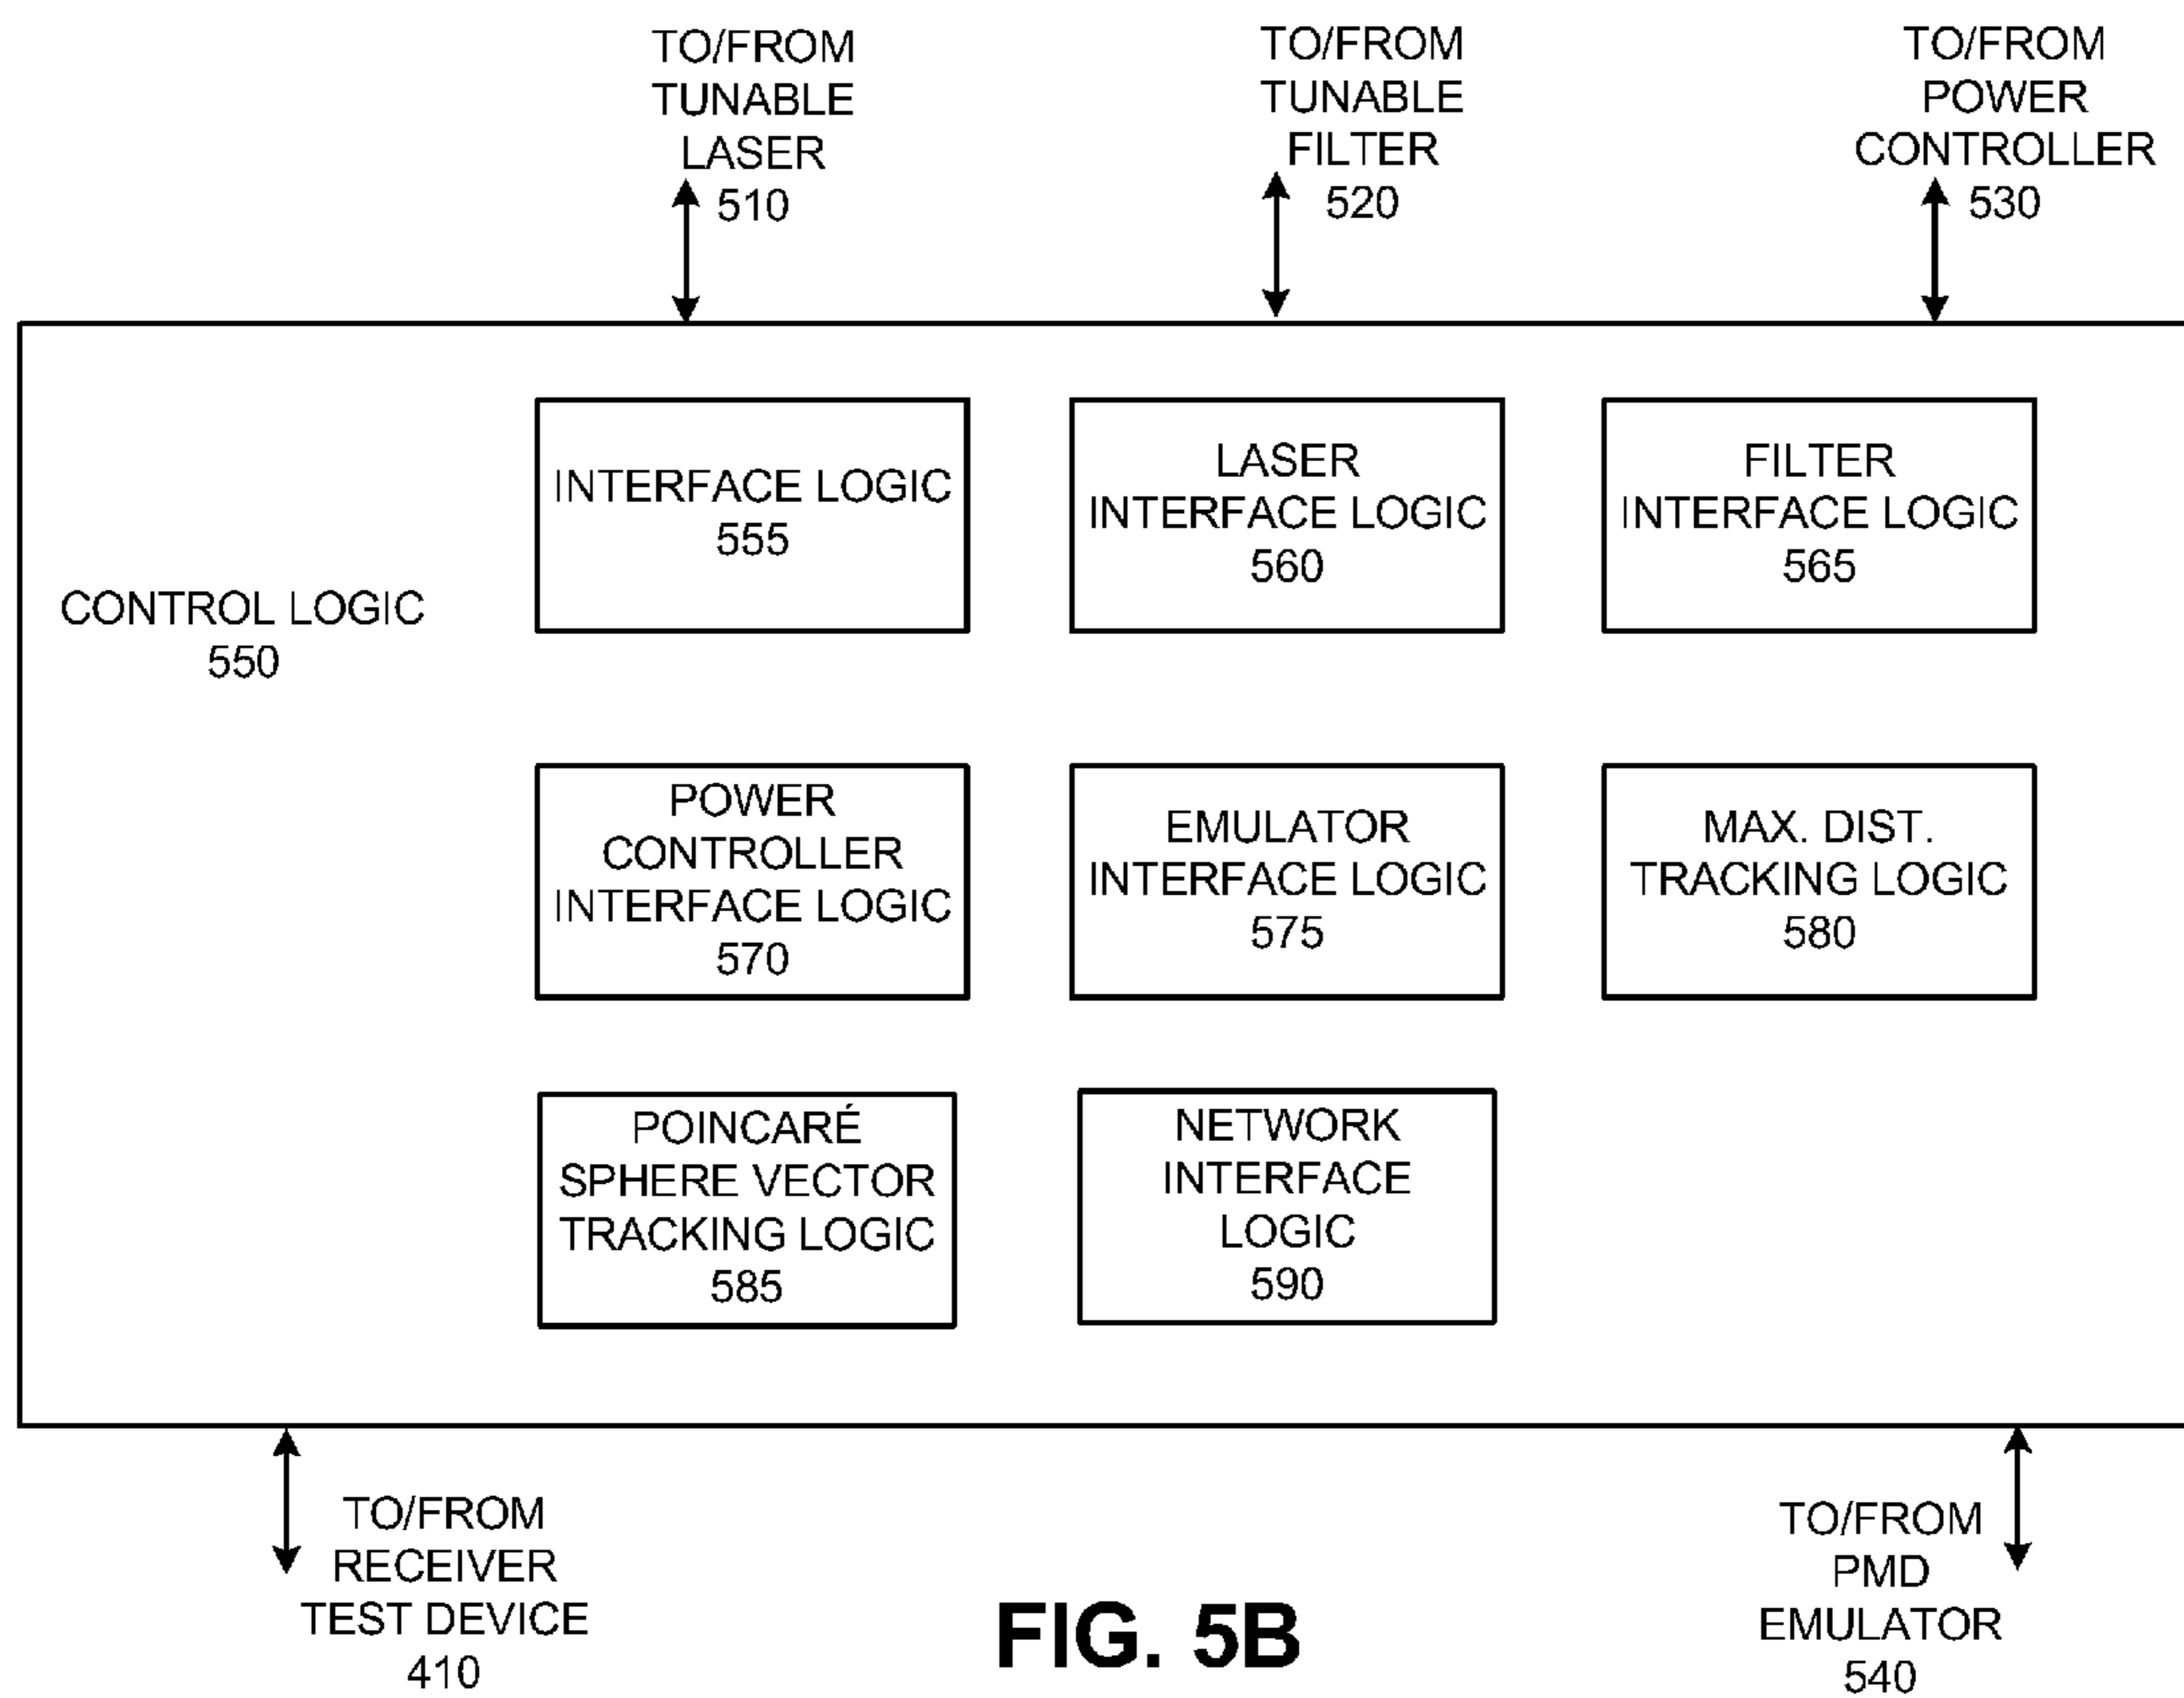 TO/FROM
TUNABLE
LASER
510
TO/FROM
TUNABLE
FILTER
520
TO/FROM
POWER
CONTROLLER
530
CONTROL LOGIC
550
INTERFACE LOGIC
555
LASER
INTERFACE LOGIC
560
FILTER
INTERFACE LOGIC
565
POWER
CONTROLLER
INTERFACE LOGIC
570
EMULATOR
INTERFACE LOGIC
575
MAX. DIST.
TRACKING LOGIC
580
POINCARÉ
SPHERE VECTOR
TRACKING LOGIC
585
NETWORK
INTERFACE
LOGIC
590
TO/FROM
RECEIVER
TEST DEVICE
410
TO/FROM
PMD
EMULATOR
540
FIG. 5B